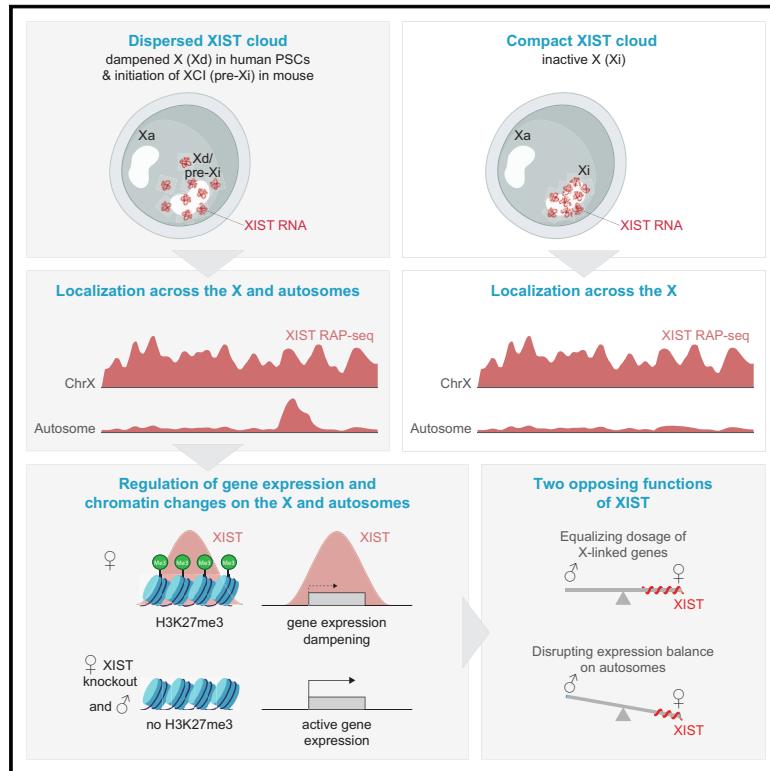 Dispersed XIST cloud
dampened X (Xd) in human PSCs
& initiation of XCI (pre-Xi) in mouse
Xa
Xd/
pre-Xi
XIST RNA
Compact XIST cloud
inactive X (Xi)
Xa
Xi
XIST RNA
Localization across the X and autosomes
XIST RAP-seq
ChrX
Autosome
Localization across the X
XIST RAP-seq
ChrX
Autosome
Regulation of gene expression and
chromatin changes on the X and autosomes
♀
XIST
Me3 Me3 Me3 Me3
H3K27me3
XIST
gene expression
dampening
♀ XIST
knockout
and ♂
no H3K27me3
active gene
expression
Two opposing functions
of XIST
Equalizing dosage of
X-linked genes
♂ ♀
XIST
Disrupting expression balance
on autosomes
♂ ♀
XIST